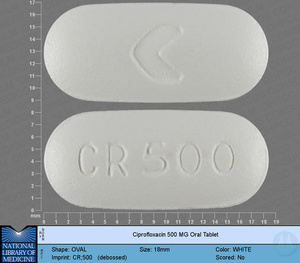 CR 500
mm
Ciprofloxacin 500 MG Oral Tablet
NATIONAL
LIBRARY OF
MEDICINE
Shape: OVAL Size: 18mm Color: WHITE
Imprint: CR;500 (debossed) Scored: No